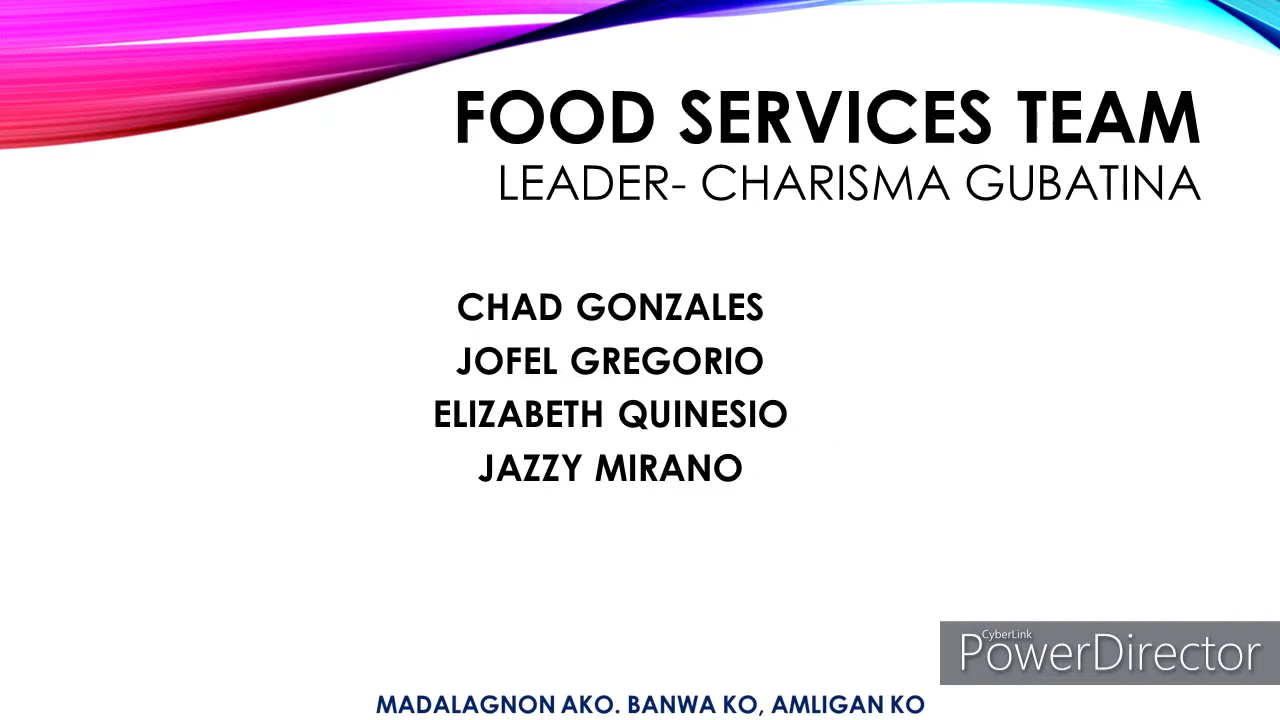 FOOD SERVICES TEAM
LEADER- CHARISMA GUBATINA
CHAD GONZALES
JOFEL GREGORIO
ELIZABETH QUINESIO
JAZZY MIRANO
CyberLink
PowerDirector
MADALAGNON AKO. BANWA KO, AMLIGAN KO